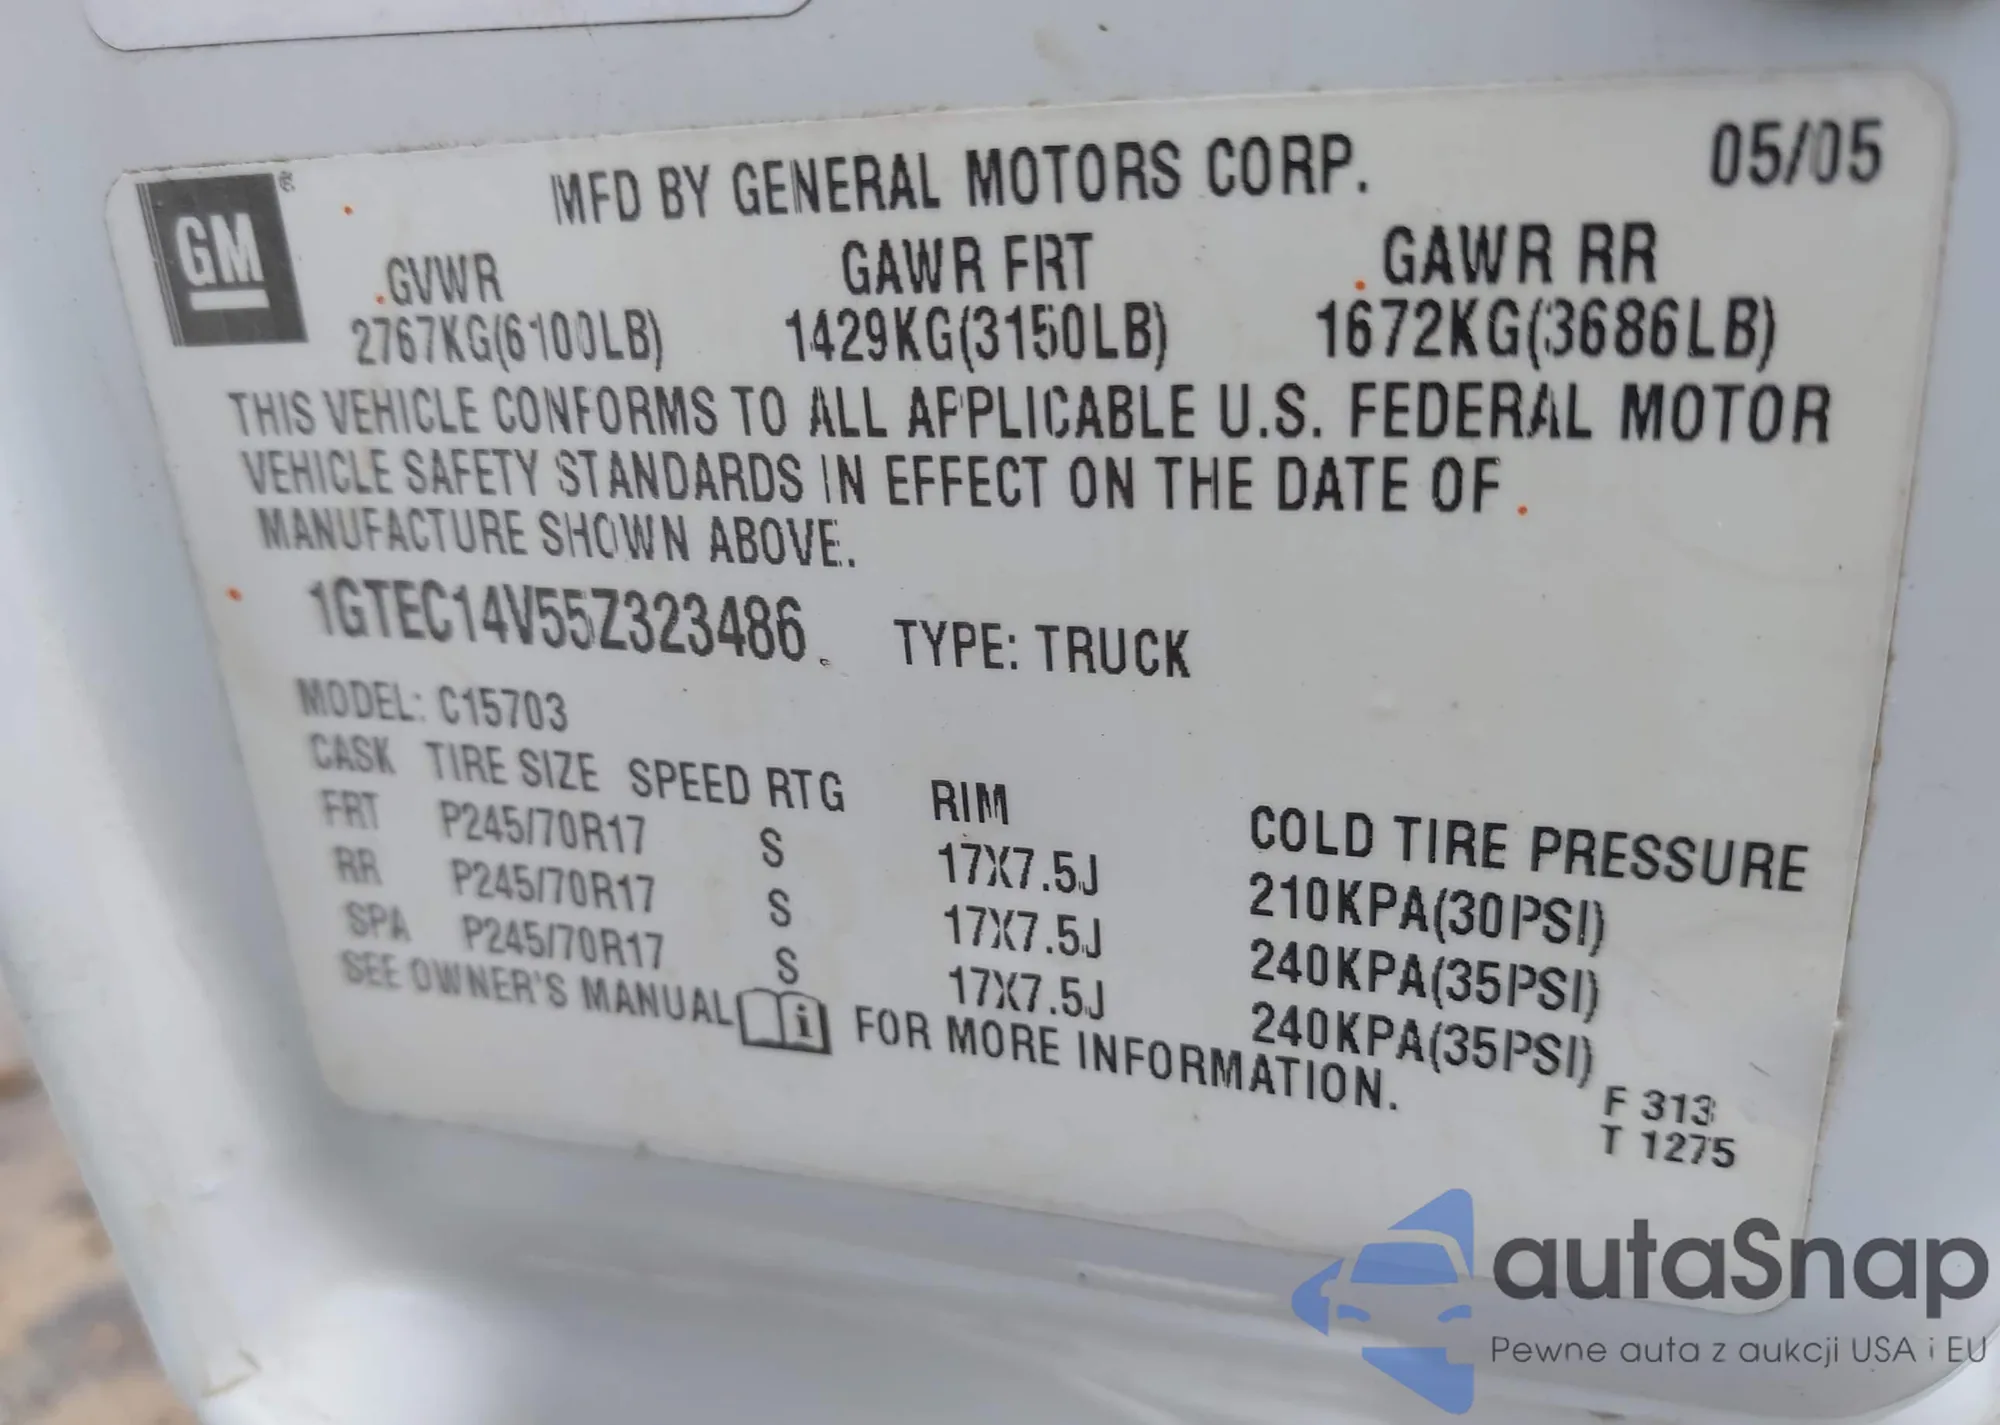 GM®
MFD BY GENERAL MOTORS CORP. 05/05
GVWR GAWR FRT GAWR RR
2767KG(6100LB) 1429KG(3150LB) 1672KG(3686LB)
THIS VEHICLE CONFORMS TO ALL APPLICABLE U.S. FEDERAL MOTOR
VEHICLE SAFETY STANDARDS IN EFFECT ON THE DATE OF
MANUFACTURE SHOWN ABOVE.
1GTEC14V55Z323486 TYPE: TRUCK
MODEL: C15703
CASK TIRE SIZE SPEED RTG RIM COLD TIRE PRESSURE
FRT P245/70R17 S 17X7.5J 210KPA(30PSI)
RR P245/70R17 S 17X7.5J 240KPA(35PSI)
SPA P245/70R17 S 17X7.5J 240KPA(35PSI)
SEE OWNER'S MANUAL i FOR MORE INFORMATION.
F 313
T 1275
autaSnap
Pewne auta z aukcji USA i EU